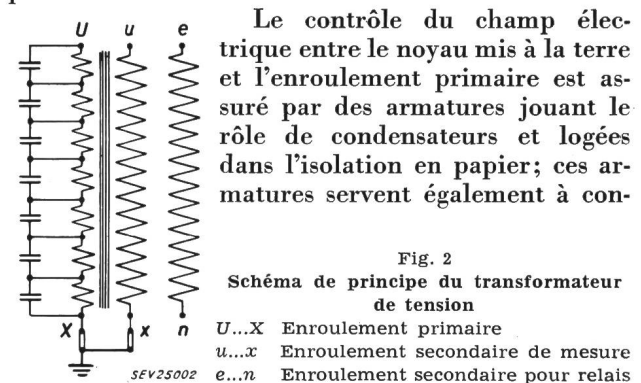 U u e
Le contrôle du champ élec-
trique entre le noyau mis à la terre
et l'enroulement primaire est as-
suré par des armatures jouant le
rôle de condensateurs et logées
dans l'isolation en papier; ces ar-
matures servent également à con-
X x n
SEV25002
Fig. 2
Schéma de principe du transformateur
de tension
U...X Enroulement primaire
u...x Enroulement secondaire de mesure
e...n Enroulement secondaire pour relais